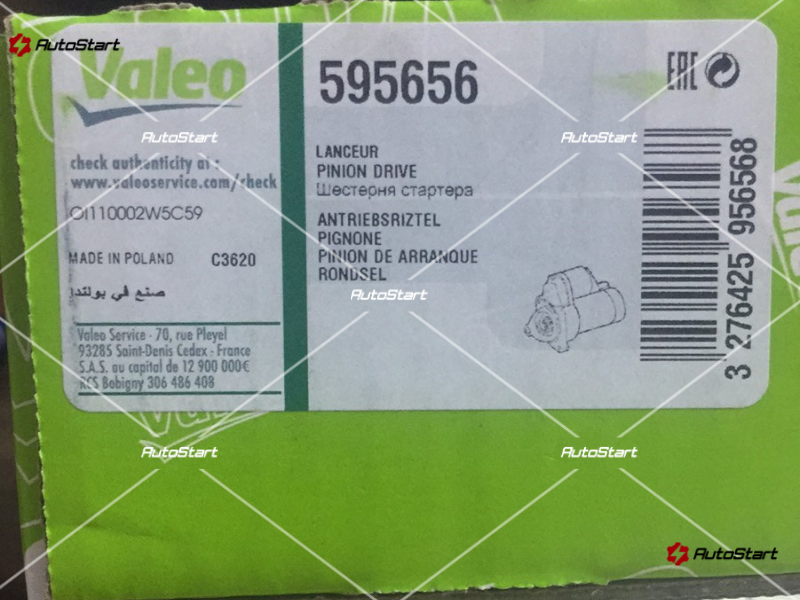 AutoStart
Valeo
595656
EAC
AutoStart
AutoStart
check authenticity at :
www.valeoservice.com/check
OI110002W5C59
MADE IN POLAND C3620
صنع في بولندا
Valeo Service - 70, rue Pleyel
93285 Saint-Denis Cedex - France
S.A.S. au capital de 12 900 000€
RCS Bobigny 306 486 408
LANCEUR
PINION DRIVE
Шестерня стартера
ANTRIEBSRIZTEL
PIGNONE
PINION DE ARRANQUE
RONDSEL
AutoStart
3 276425 956568
Valeo
AutoStart
AutoStart
AutoStart